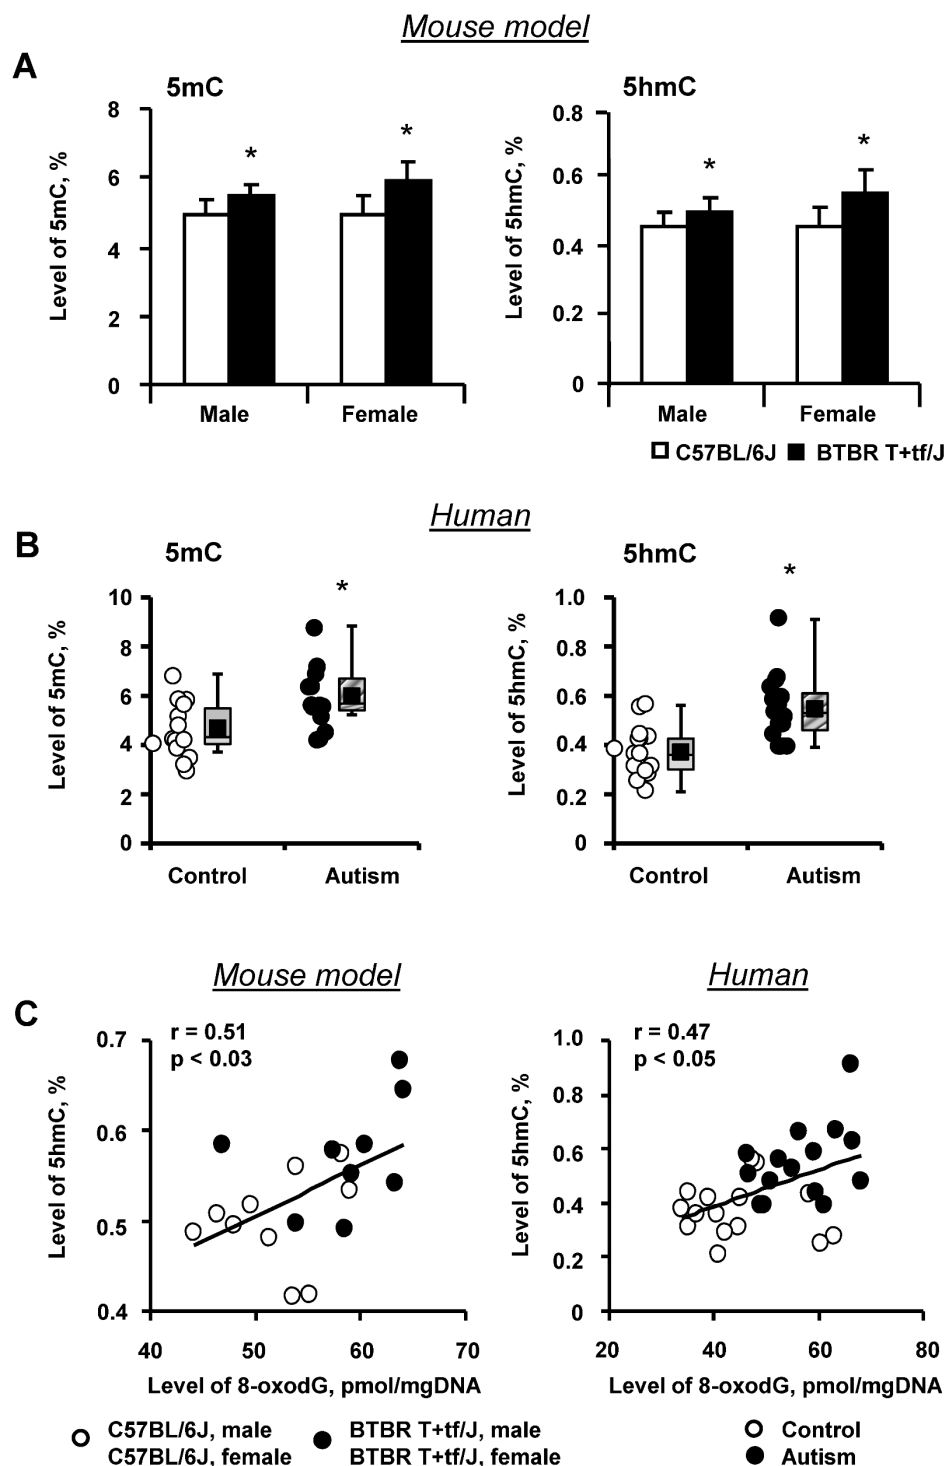 Mouse model
A
5mC
5hmC
Level of 5mC, %
8
6
4
2
0
*
*
Male
Female
Level of 5hmC, %
0.8
0.6
0.4
0.2
0
*
*
Male
Female
C57BL/6J
BTBR T+tf/J
Human
B
5mC
5hmC
Level of 5mC, %
10
8
6
4
2
0
*
Control
Autism
Level of 5hmC, %
1.0
0.8
0.6
0.4
0.2
0
*
Control
Autism
Mouse model
Human
C
r = 0.51
p < 0.03
Level of 5hmC, %
0.7
0.6
0.5
0.4
40
50
60
70
Level of 8-oxodG, pmol/mgDNA
r = 0.47
p < 0.05
Level of 5hmC, %
1.0
0.8
0.6
0.4
0.2
0
20
40
60
80
Level of 8-oxodG, pmol/mgDNA
C57BL/6J, male
C57BL/6J, female
BTBR T+tf/J, male
BTBR T+tf/J, female
Control
Autism